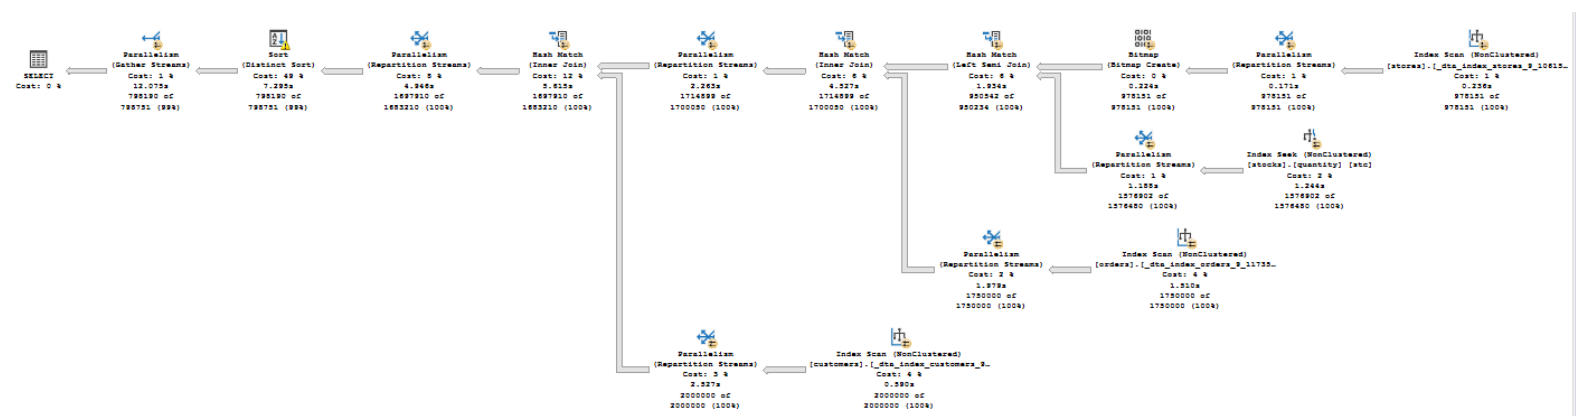 SELECT
Cost: 0 %
Parallelism
(Gather Streams)
Cost: 1 %
12.075s
798190 of
798751 (99%)
Sort
(Distinct Sort)
Cost: 49 %
7.295s
798190 of
798751 (99%)
Parallelism
(Repartition Streams)
Cost: 5 %
4.946s
1697910 of
1683210 (100%)
Hash Match
(Inner Join)
Cost: 12 %
5.615s
1697910 of
1683210 (100%)
Parallelism
(Repartition Streams)
Cost: 1 %
2.263s
1714899 of
1700050 (100%)
Hash Match
(Inner Join)
Cost: 6 %
4.527s
1714899 of
1700050 (100%)
Hash Match
(Left Semi Join)
Cost: 6 %
1.934s
950542 of
950234 (100%)
Bitmap
(Bitmap Create)
Cost: 0 %
0.224s
978151 of
978151 (100%)
Parallelism
(Repartition Streams)
Cost: 1 %
0.171s
978151 of
978151 (100%)
Index Scan (NonClustered)
[stores].[_dta_index_stores_9_10615…
Cost: 1 %
0.236s
978151 of
978151 (100%)
Parallelism
(Repartition Streams)
Cost: 1 %
1.188s
1576902 of
1576480 (100%)
Index Seek (NonClustered)
[stocks].[quantity] [stc]
Cost: 2 %
1.244s
1576902 of
1576480 (100%)
Parallelism
(Repartition Streams)
Cost: 2 %
1.979s
1750000 of
1750000 (100%)
Index Scan (NonClustered)
[orders].[_dta_index_orders_9_11735…
Cost: 4 %
1.510s
1750000 of
1750000 (100%)
Parallelism
(Repartition Streams)
Cost: 3 %
2.527s
2000000 of
2000000 (100%)
Index Scan (NonClustered)
[customers].[_dta_index_customers_9…
Cost: 4 %
0.590s
2000000 of
2000000 (100%)